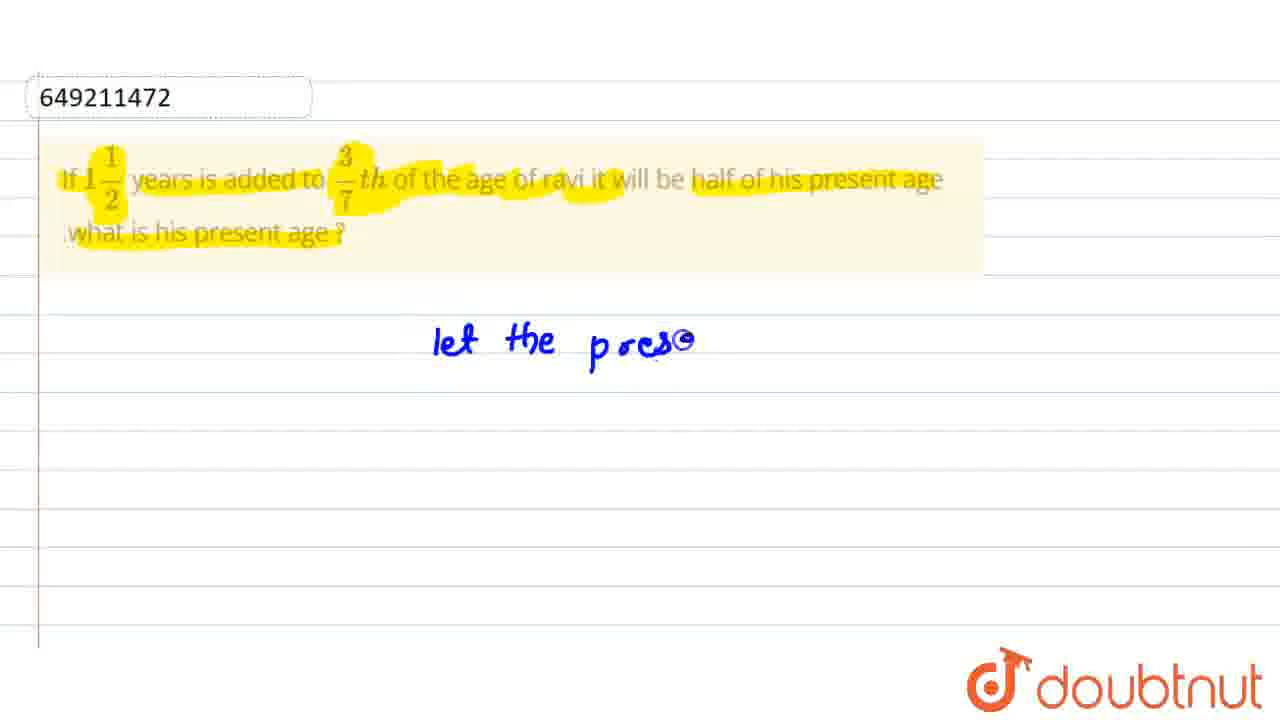 649211472
If 1 1/2 years is added to 3/7 th of the age of ravi it will be half of his present age
.what is his present age ?
let the prese
doubtnut